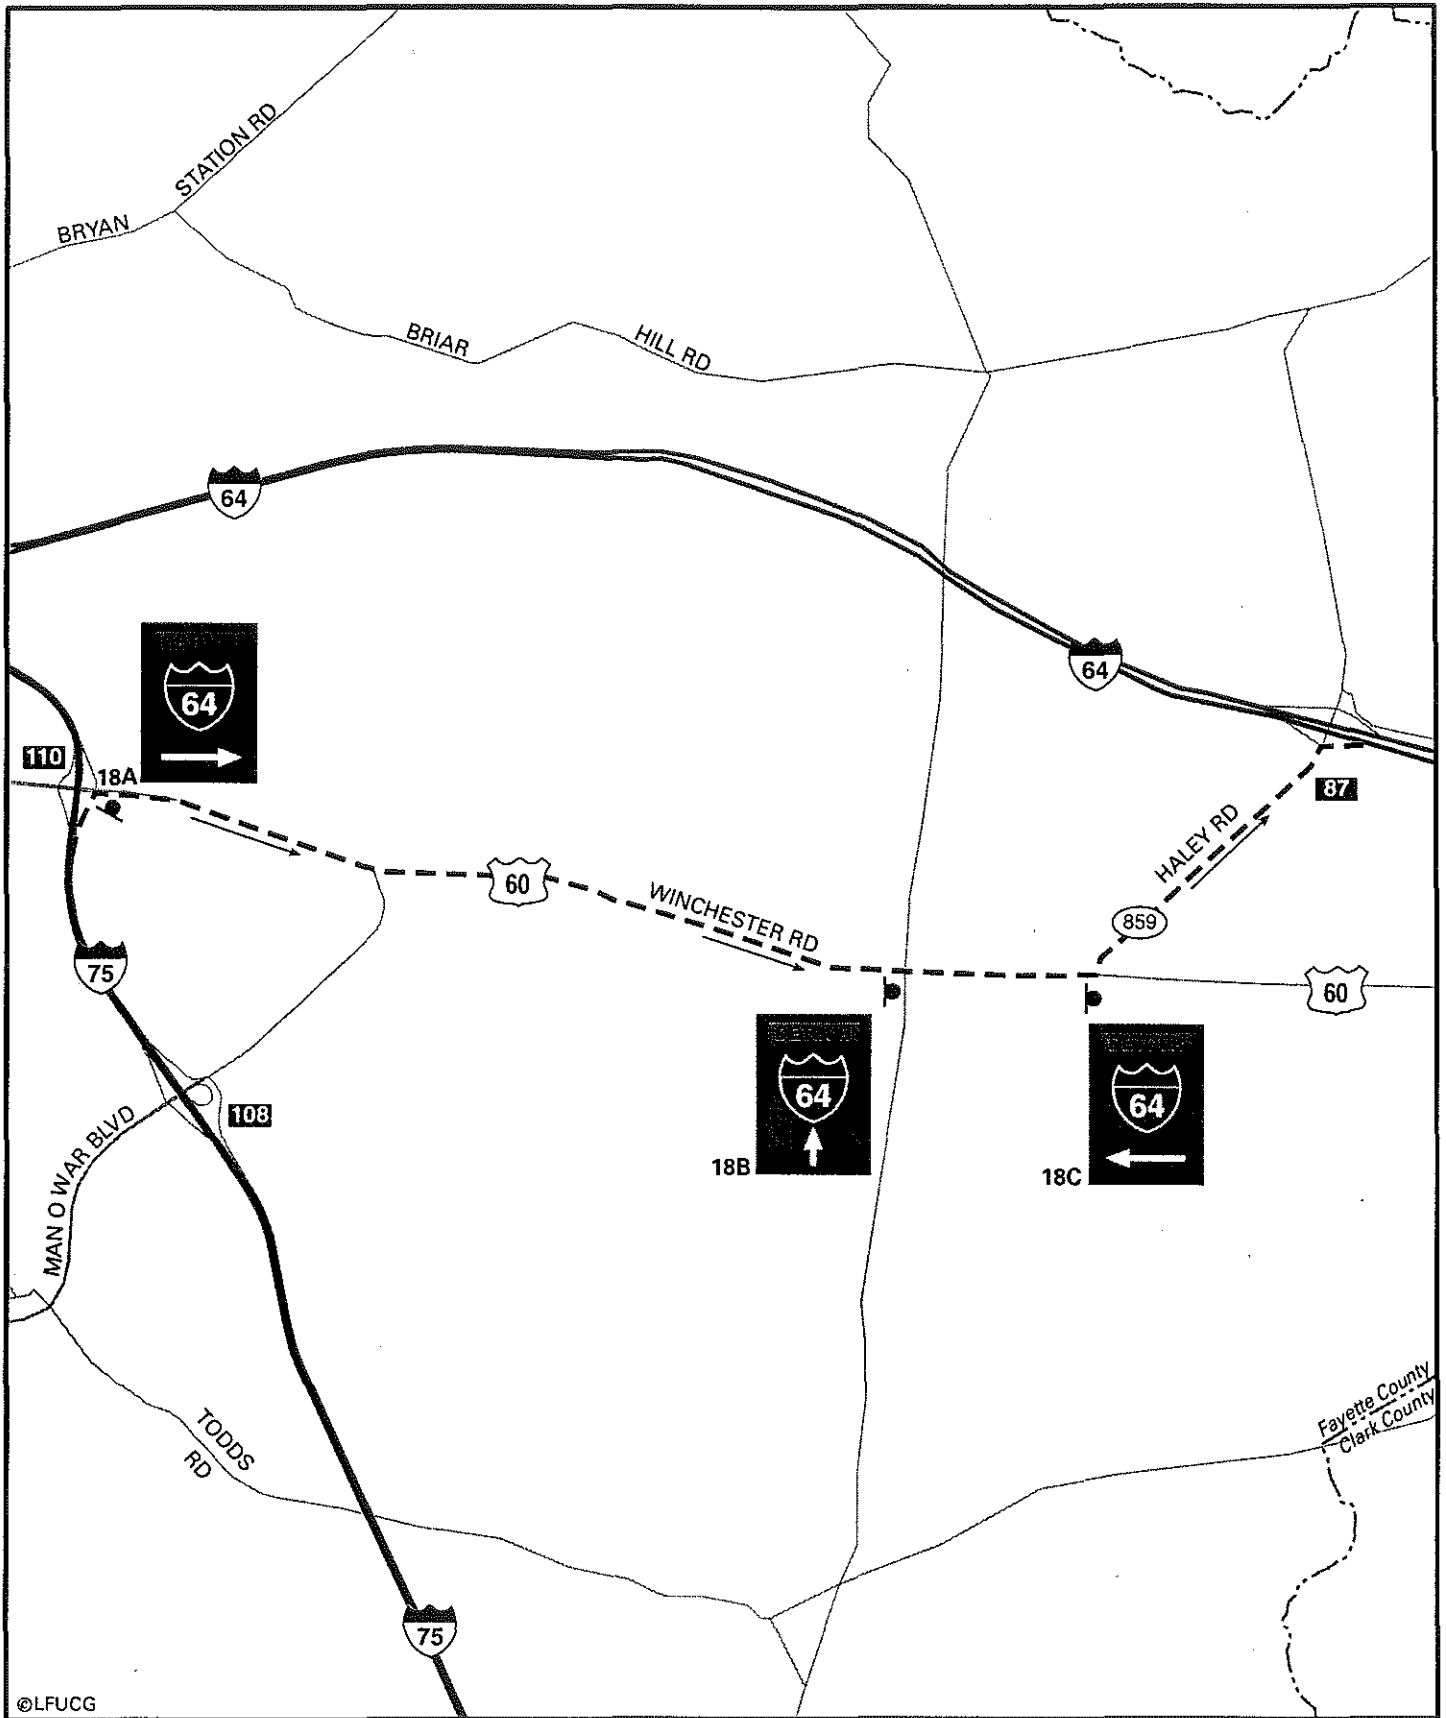 STATION RD
BRYAN
BRIAR
HILL RD
64
64
64
110
18A
87
HALEY RD
60
WINCHESTER RD
859
75
60
64
64
108
18B
18C
MAN O WAR BLVD
TODDS
RD
Fayette County
Clark County
75
©LFUCG